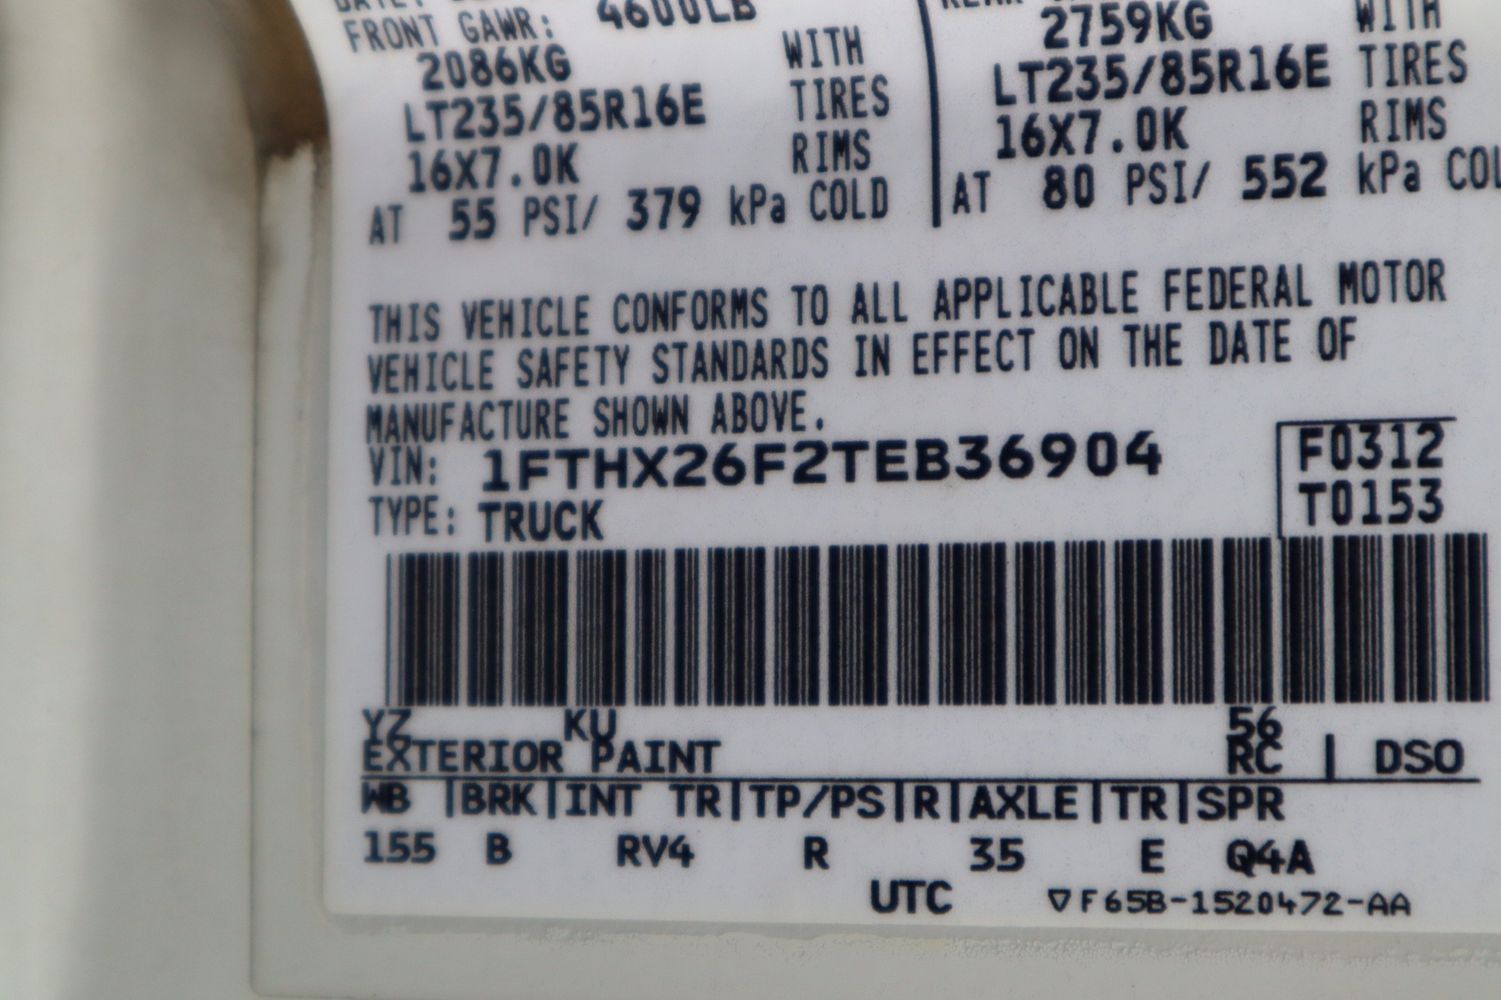 FRONT GAWR: 4600LB
2086KG WITH
LT235/85R16E TIRES
16X7.0K RIMS
AT 55 PSI/ 379 kPa COLD
2759KG WITH
LT235/85R16E TIRES
16X7.0K RIMS
AT 80 PSI/ 552 kPa COL
THIS VEHICLE CONFORMS TO ALL APPLICABLE FEDERAL MOTOR
VEHICLE SAFETY STANDARDS IN EFFECT ON THE DATE OF
MANUFACTURE SHOWN ABOVE.
VIN: 1FTHX26F2TEB36904
F0312
T0153
TYPE: TRUCK
YZ KU 56
EXTERIOR PAINT RC | DSO
WB |BRK|INT TR|TP/PS|R|AXLE|TR|SPR
155 B RV4 R 35 E Q4A
UTC ▽F65B-1520472-AA